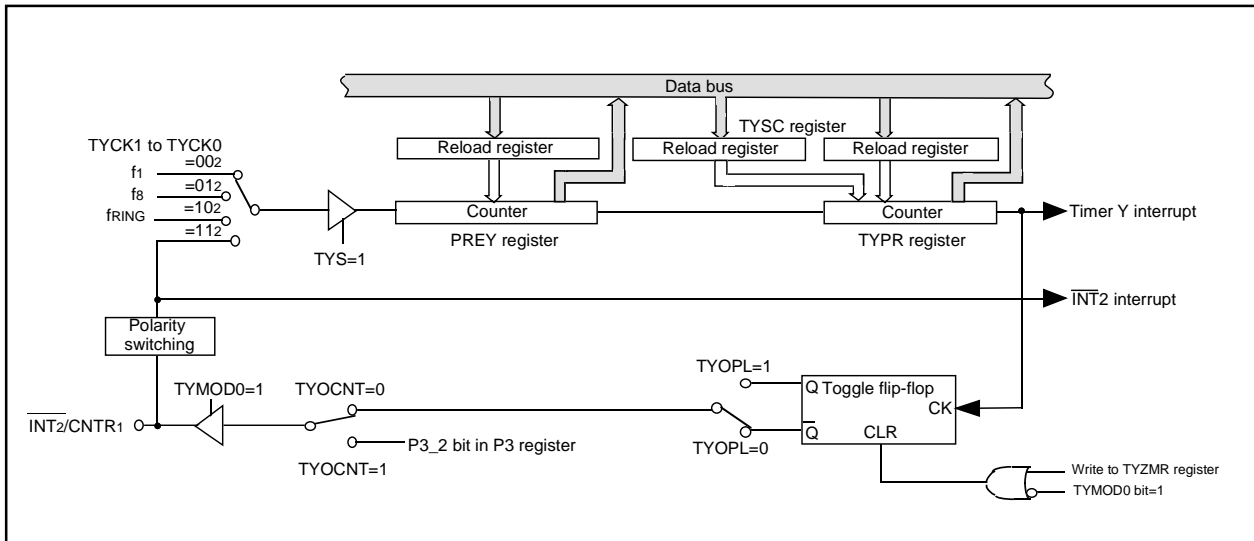 Data bus
TYSC register
TYCK1 to TYCK0
Reload register
Reload register
Reload register
=002
f1
=012
f8
=102
fRING
=112
Counter
Counter
Timer Y interrupt
PREY register
TYPR register
TYS=1
INT2 interrupt
Polarity
switching
TYMOD0=1
TYOCNT=0
TYOPL=1
Q
Toggle flip-flop
INT2/CNTR1
CK
Q
CLR
P3_2 bit in P3 register
TYOPL=0
TYOCNT=1
Write to TYZMR register
TYMOD0 bit=1